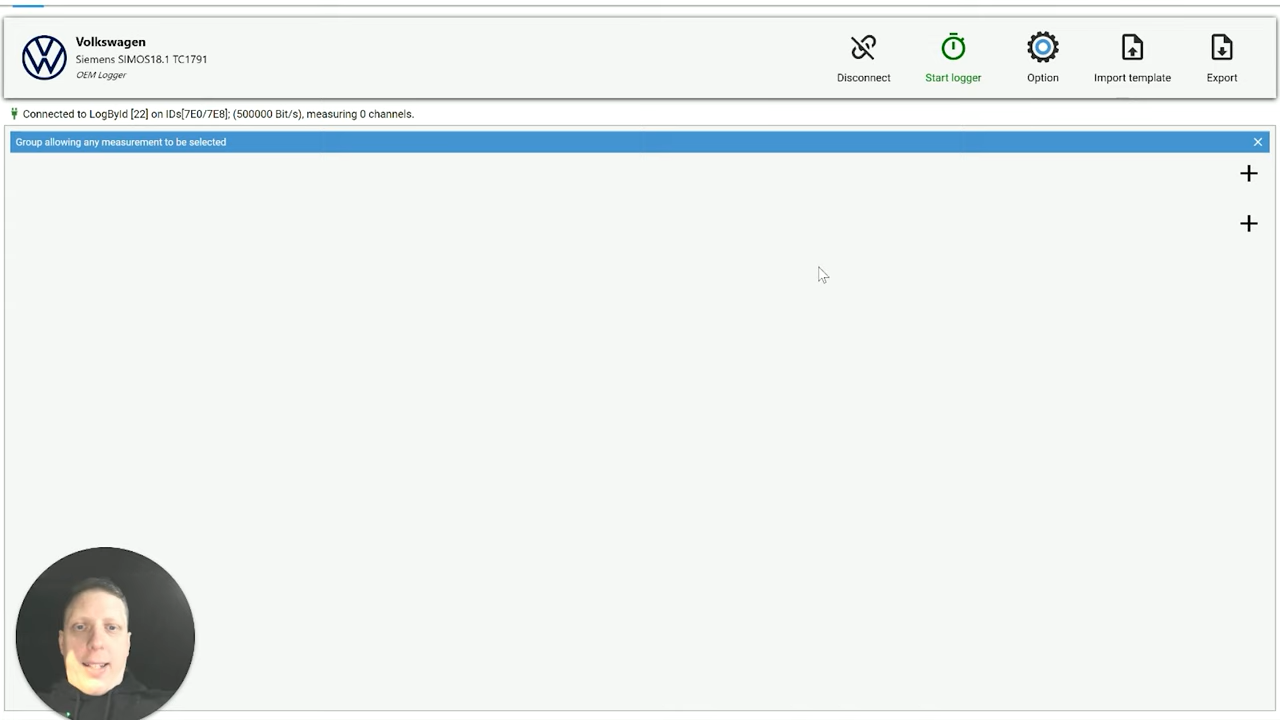 Volkswagen
Siemens SIMOS18.1 TC1791
OEM Logger
Disconnect
Start logger
Option
Import template
Export
Connected to LogById [22] on IDs[7E0/7E8]; (500000 Bit/s), measuring 0 channels.
Group allowing any measurement to be selected